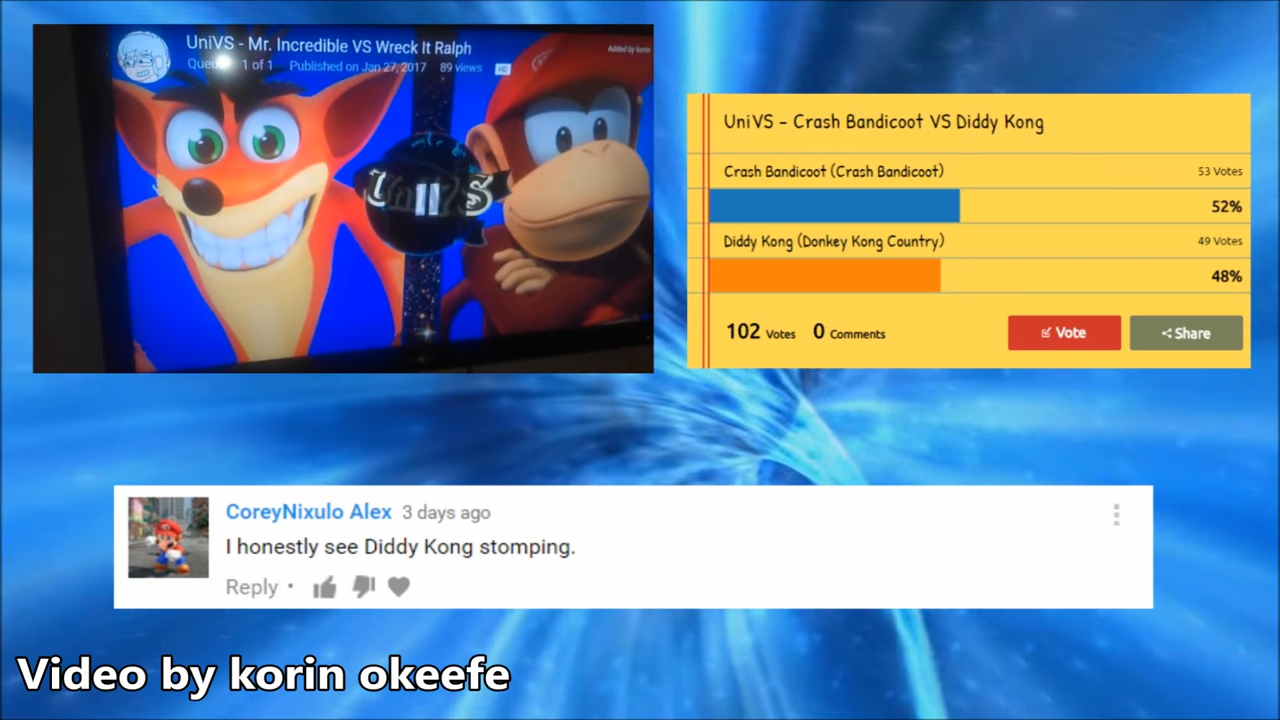 UniVS - Mr. Incredible VS Wreck It Ralph
Queue 1 of 1 Published on Jan 27, 2017 89 views HD
Added by korin
UniVS
UniVS - Crash Bandicoot VS Diddy Kong
Crash Bandicoot (Crash Bandicoot)
53 Votes
52%
Diddy Kong (Donkey Kong Country)
49 Votes
48%
102 Votes 0 Comments
Vote
Share
CoreyNixulo Alex 3 days ago
I honestly see Diddy Kong stomping.
Reply •
Video by korin okeefe